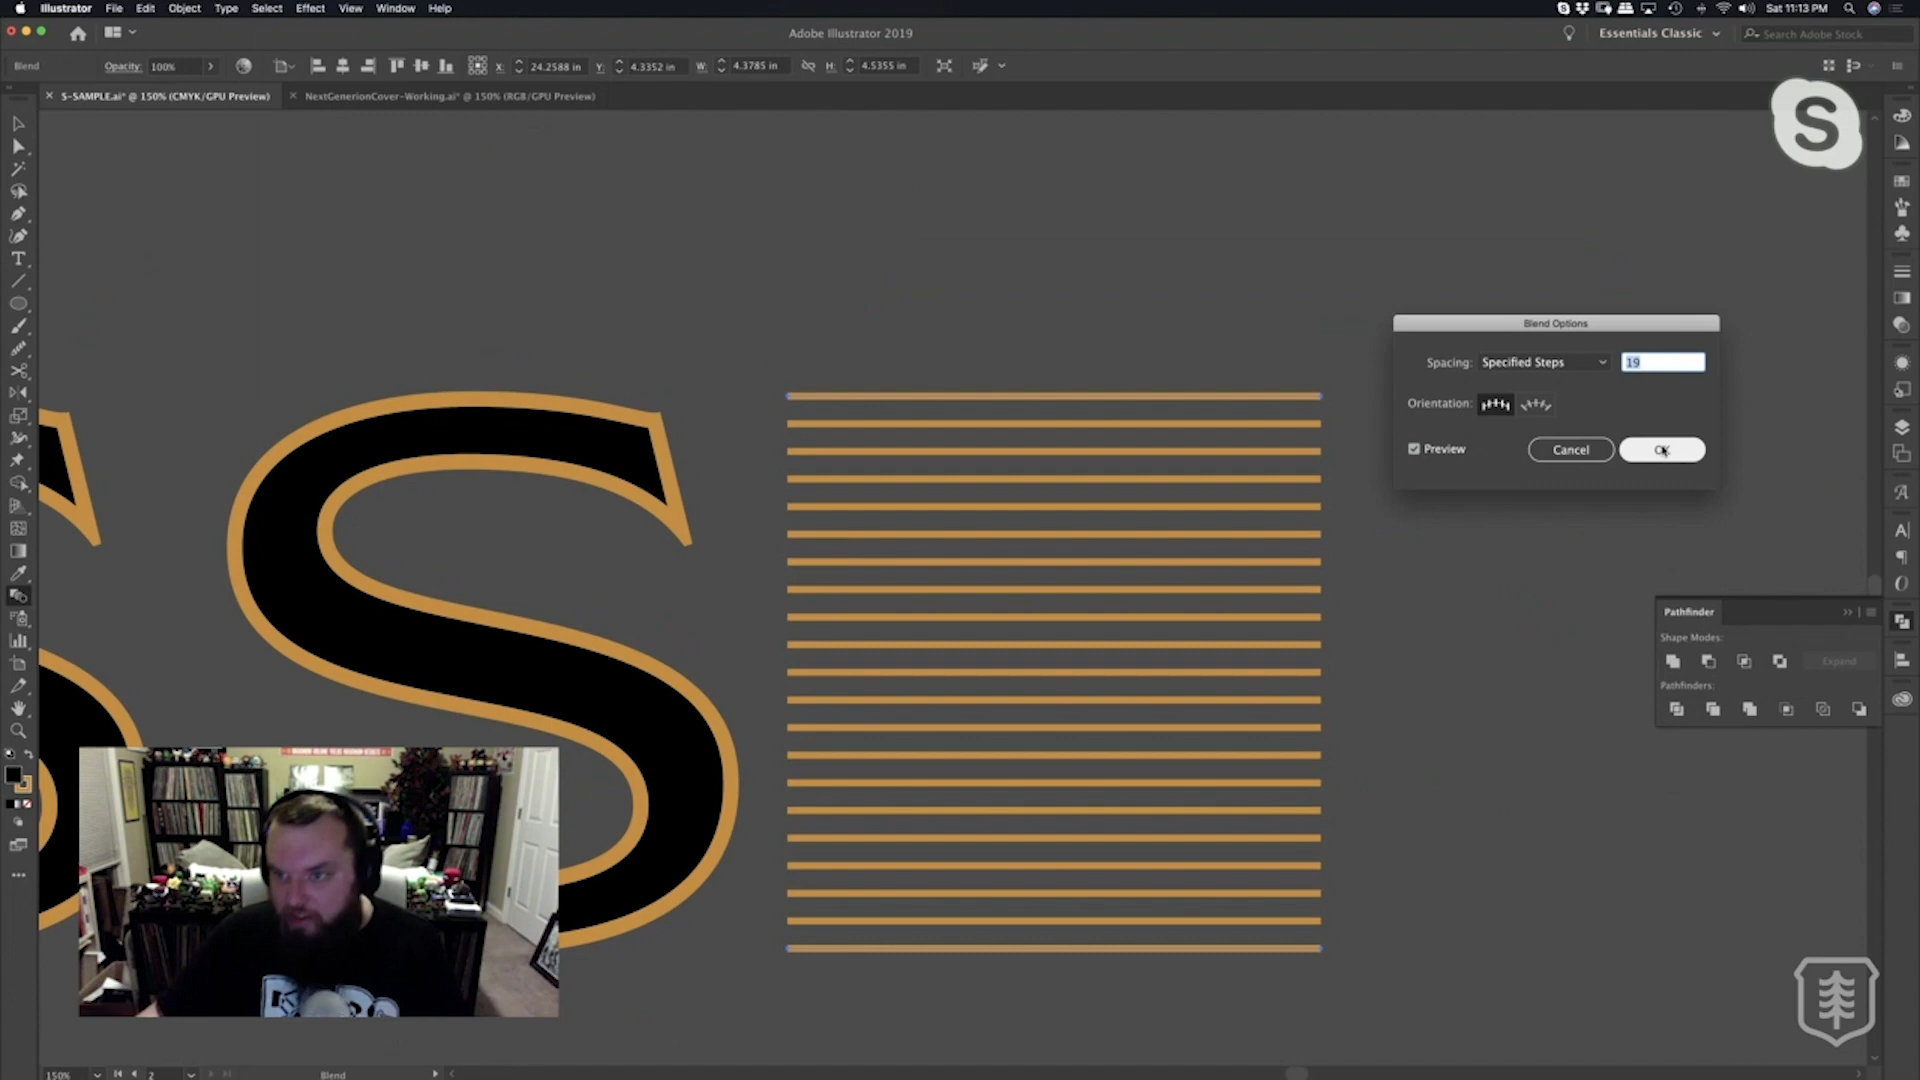 Illustrator File Edit Object Type Select Effect View Window Help
Sat 11:13 PM
Adobe Illustrator 2019
Essentials Classic
Search Adobe Stock
Blend
Opacity: 100%
X: 24.2588 in Y: 4.3352 in W: 4.3785 in H: 4.5355 in
S-SAMPLE.ai* @ 150% (CMYK/GPU Preview)
NextGenerionCover-Working.ai* @ 150% (RGB/GPU Preview)
S
S
Blend Options
Spacing: Specified Steps 19
Orientation:
Preview
Cancel
OK
Pathfinder
Shape Modes:
Expand
Pathfinders:
150%
2
Blend